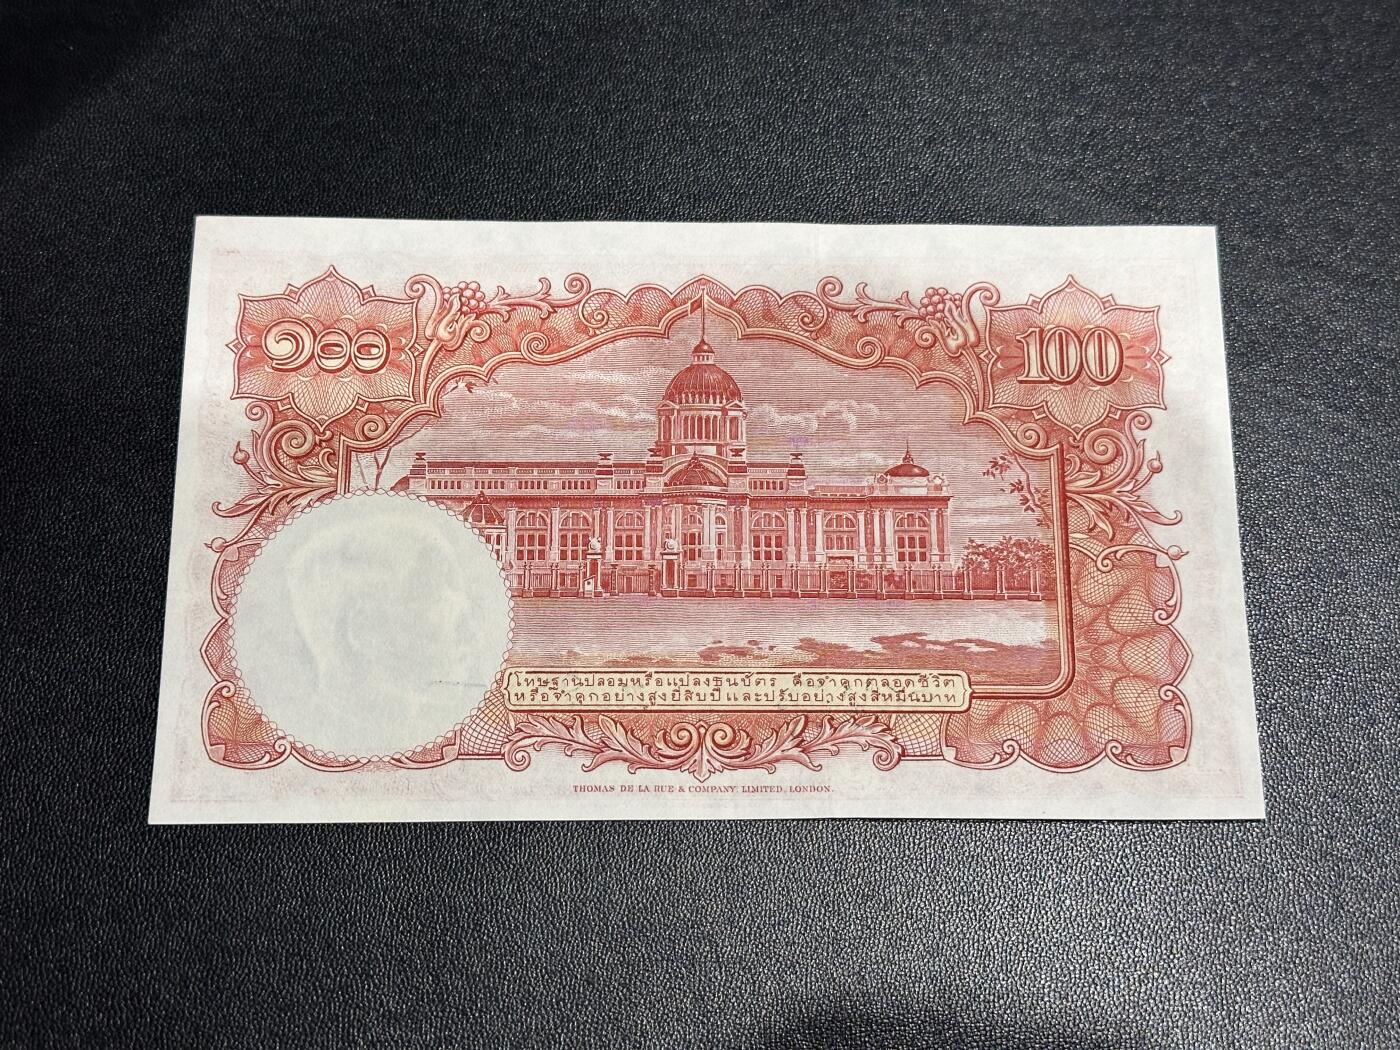 ๑๐๐
100
โทษฐานปลอมหรือแปลงธนบัตร คือจำคุกตลอดชีวิต
หรือจำคุกอย่างสูงยี่สิบปีและปรับอย่างสูงสี่หมื่นบาท
THOMAS DE LA RUE & COMPANY, LIMITED, LONDON.